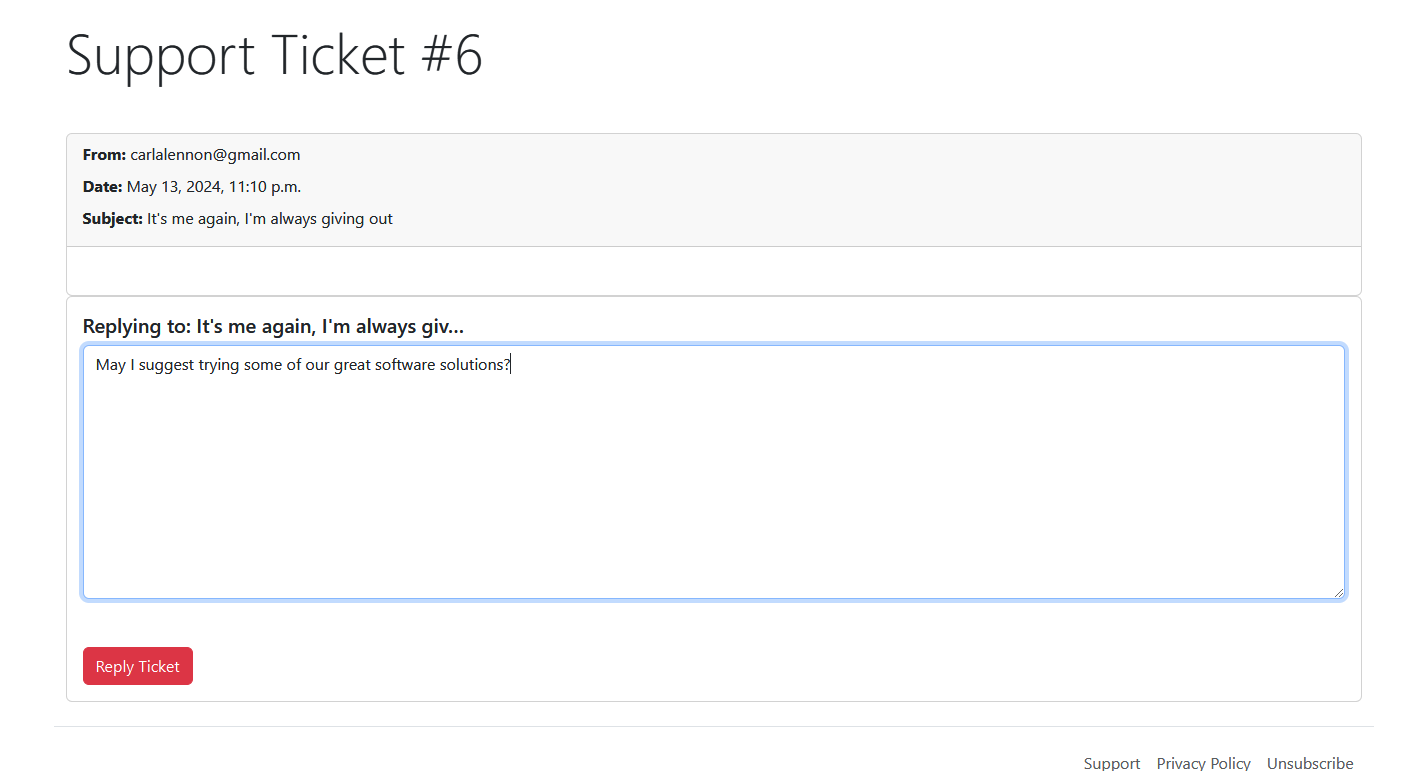 Support Ticket #6
From: carlalennon@gmail.com
Date: May 13, 2024, 11:10 p.m.
Subject: It's me again, I'm always giving out
Replying to: It's me again, I'm always giv...
May I suggest trying some of our great software solutions?
Reply Ticket
Support Privacy Policy Unsubscribe